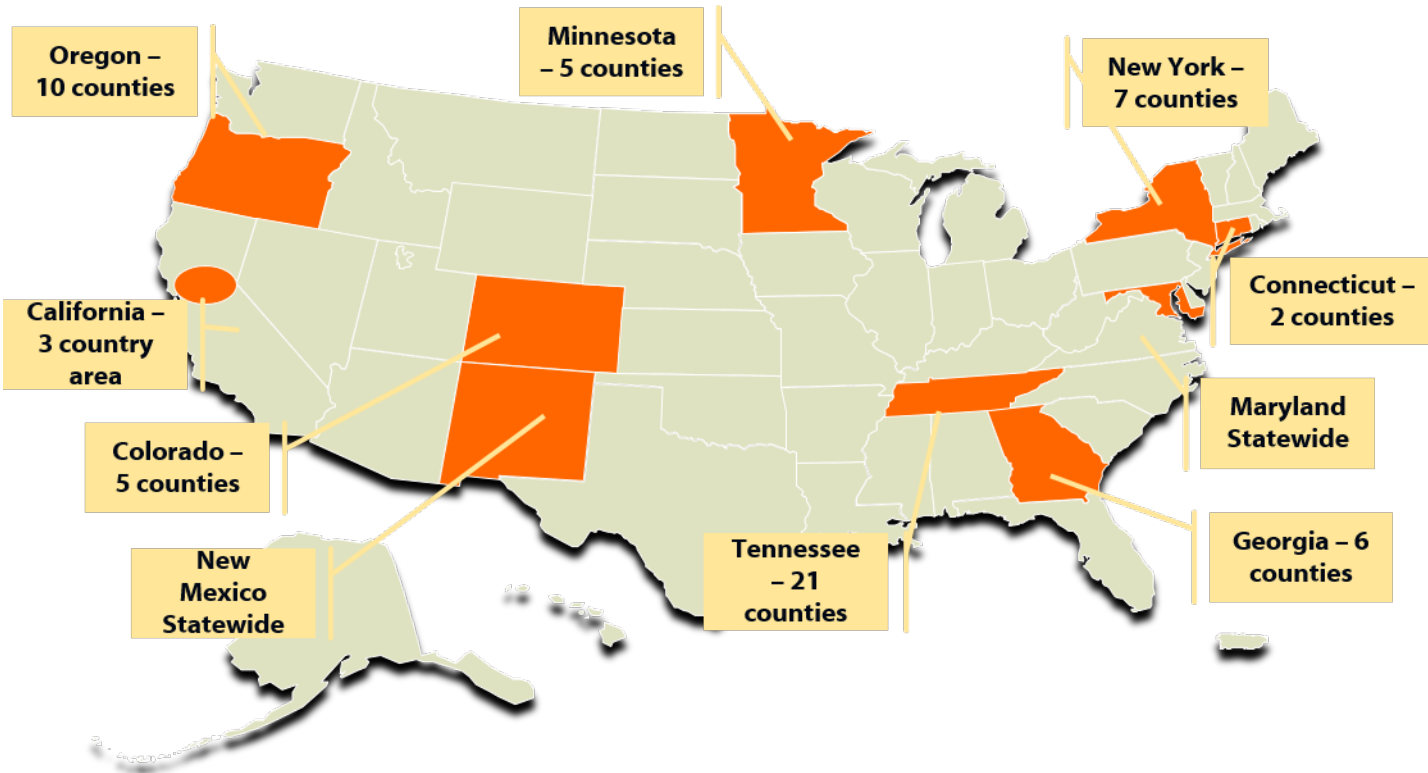 Oregon –
10 counties
Minnesota
– 5 counties
New York –
7 counties
California –
3 country
area
Connecticut –
2 counties
Maryland
Statewide
Colorado –
5 counties
New
Mexico
Statewide
Tennessee
– 21
counties
Georgia – 6
counties